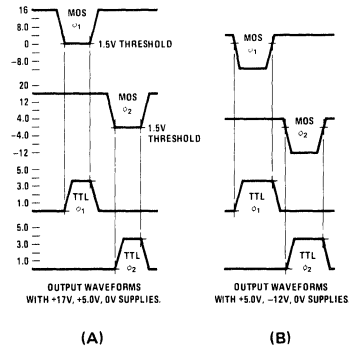 16
8.0
0
-8.0
MOS
ϕ1
1.5V THRESHOLD
20
12
4.0
-4.0
-12
MOS
ϕ2
1.5V
THRESHOLD
5.0
3.0
1.0
TTL
ϕ1
5.0
3.0
1.0
TTL
ϕ2
OUTPUT WAVEFORMS
WITH +17V, +5.0V, 0V SUPPLIES.
(A)
MOS
ϕ1
MOS
ϕ2
TTL
ϕ1
TTL
ϕ2
OUTPUT WAVEFORMS
WITH +5.0V, −12V, 0V SUPPLIES
(B)